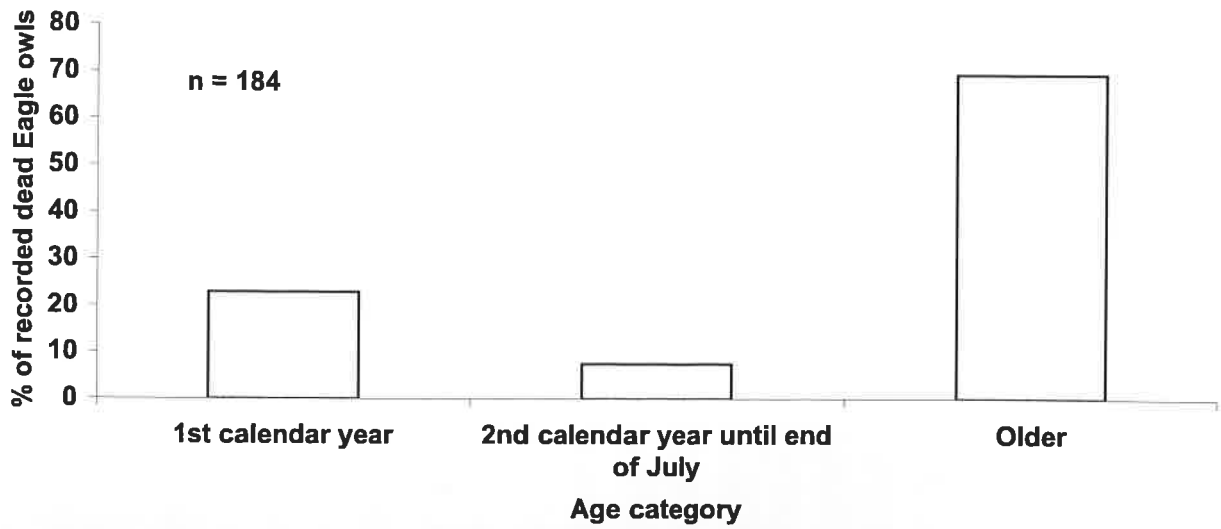 % of recorded dead Eagle owls
80
70
60
50
40
30
20
10
0
n = 184
1st calendar year
2nd calendar year until end
of July
Older
Age category